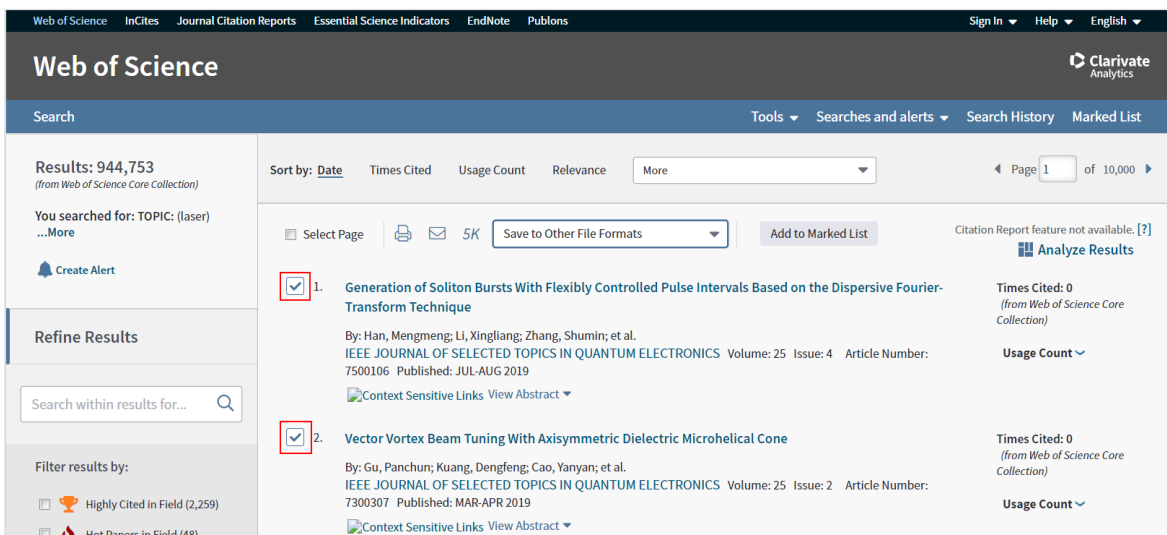 Web of Science InCites Journal Citation Reports Essential Science Indicators EndNote Publons Sign In Help English
Web of Science
Clarivate
Analytics
Search Tools Searches and alerts Search History Marked List
Results: 944,753
(from Web of Science Core Collection)
You searched for: TOPIC: (laser)
...More
Create Alert
Refine Results
Search within results for...
Filter results by:
Highly Cited in Field (2,259)
Hot Papers in Field (48)
Sort by: Date Times Cited Usage Count Relevance More Page 1 of 10,000
Select Page 5K Save to Other File Formats Add to Marked List
Citation Report feature not available. [?]
Analyze Results
1. Generation of Soliton Bursts With Flexibly Controlled Pulse Intervals Based on the Dispersive Fourier-
Transform Technique
By: Han, Mengmeng; Li, Xingliang; Zhang, Shumin; et al.
IEEE JOURNAL OF SELECTED TOPICS IN QUANTUM ELECTRONICS Volume: 25 Issue: 4 Article Number:
7500106 Published: JUL-AUG 2019
Context Sensitive Links View Abstract
Times Cited: 0
(from Web of Science Core
Collection)
Usage Count
2. Vector Vortex Beam Tuning With Axisymmetric Dielectric Microhelical Cone
By: Gu, Panchun; Kuang, Dengfeng; Cao, Yanyan; et al.
IEEE JOURNAL OF SELECTED TOPICS IN QUANTUM ELECTRONICS Volume: 25 Issue: 2 Article Number:
7300307 Published: MAR-APR 2019
Context Sensitive Links View Abstract
Times Cited: 0
(from Web of Science Core
Collection)
Usage Count